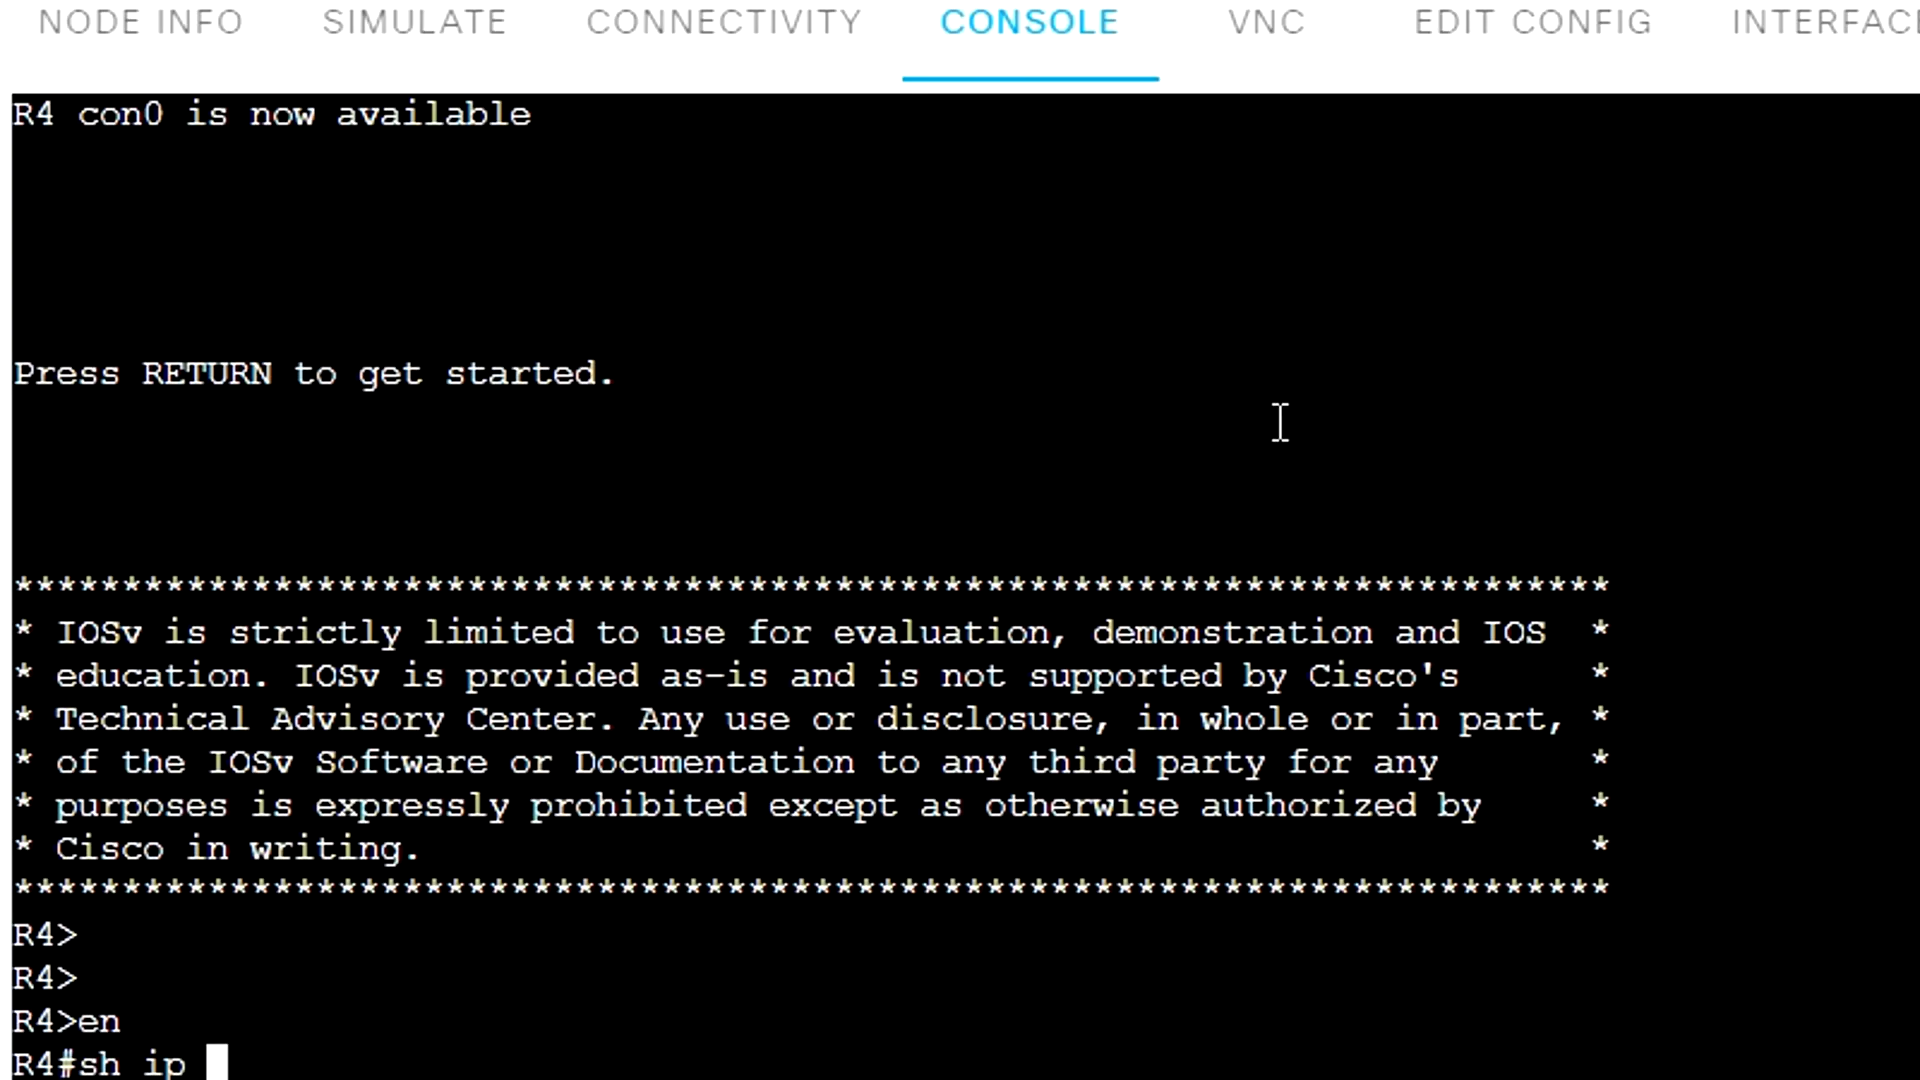 NODE INFO SIMULATE CONNECTIVITY CONSOLE VNC EDIT CONFIG INTERFAC
R4 con0 is now available
Press RETURN to get started.
**************************************************************************
* IOSv is strictly limited to use for evaluation, demonstration and IOS  *
* education. IOSv is provided as-is and is not supported by Cisco's      *
* Technical Advisory Center. Any use or disclosure, in whole or in part, *
* of the IOSv Software or Documentation to any third party for any       *
* purposes is expressly prohibited except as otherwise authorized by     *
* Cisco in writing.                                                      *
**************************************************************************
R4>
R4>
R4>en
R4#sh ip